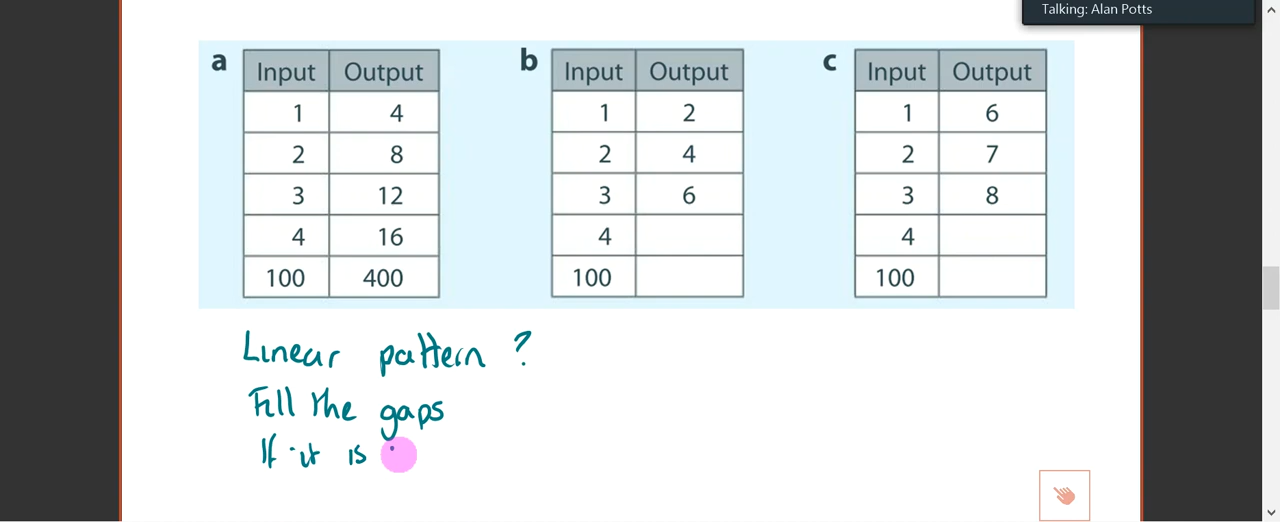 Talking: Alan Potts
a b c
Input Output Input Output Input Output
1 4 1 2 1 6
2 8 2 4 2 7
3 12 3 6 3 8
4 16 4 4
100 400 100 100
Linear pattern ?
Fill the gaps
If it is